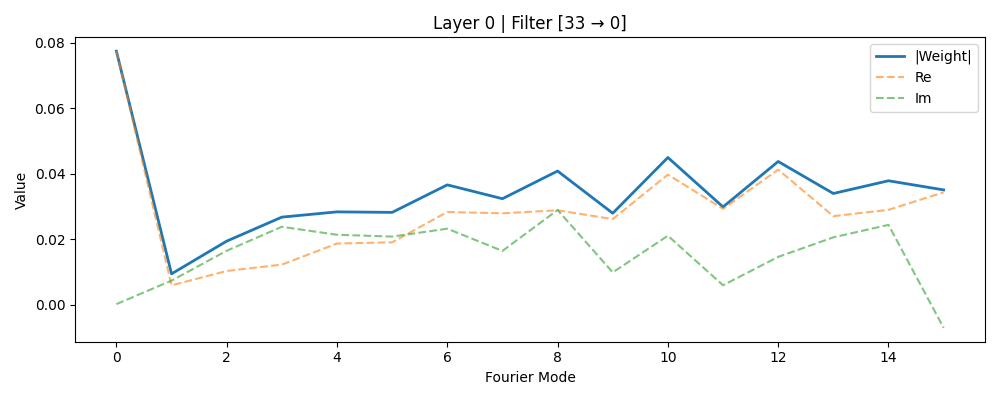 Layer 0 | Filter [33 → 0]
|Weight|
Re
Im
Value
0.08
0.06
0.04
0.02
0.00
0 2 4 6 8 10 12 14
Fourier Mode